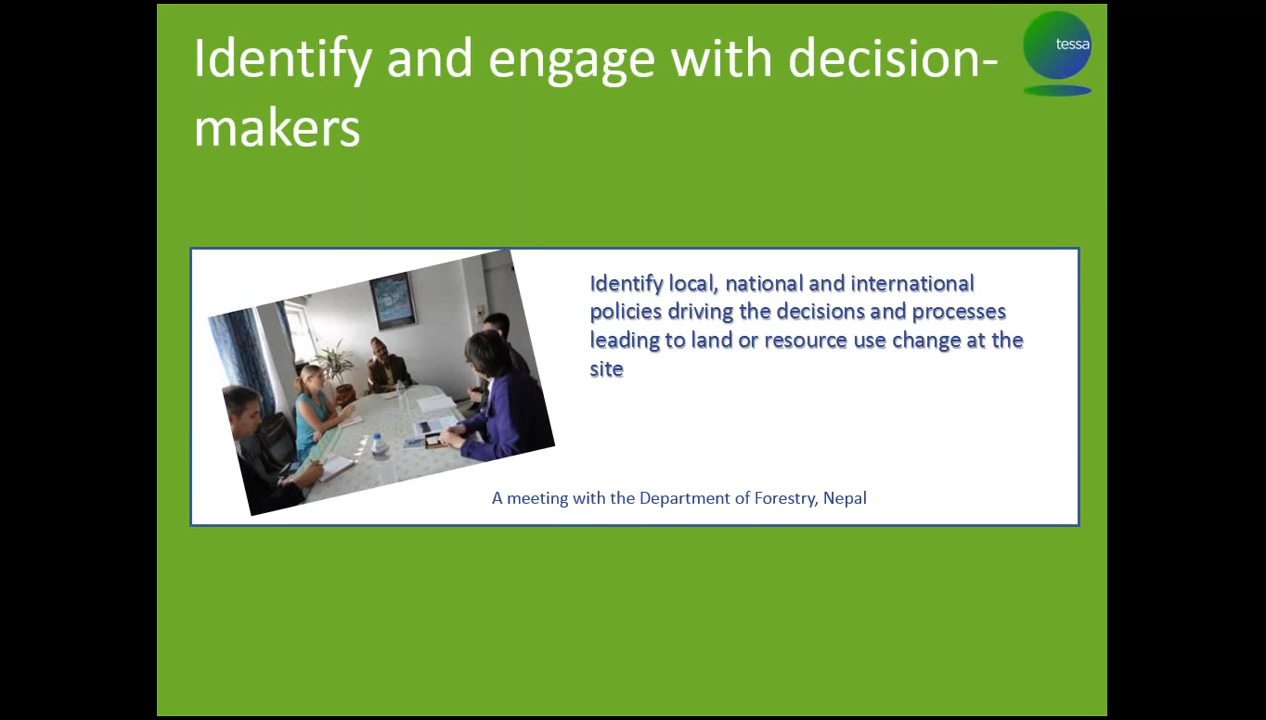 Identify and engage with decision-
makers
tessa
Identify local, national and international
policies driving the decisions and processes
leading to land or resource use change at the
site
A meeting with the Department of Forestry, Nepal